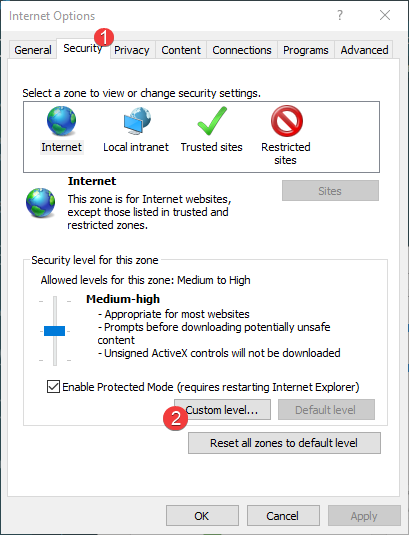 Internet Options
? ×
1
General Security Privacy Content Connections Programs Advanced
Select a zone to view or change security settings.
Internet Local intranet Trusted sites Restricted
sites
Internet
Sites
This zone is for Internet websites,
except those listed in trusted and
restricted zones.
Security level for this zone
Allowed levels for this zone: Medium to High
Medium-high
- Appropriate for most websites
- Prompts before downloading potentially unsafe
content
- Unsigned ActiveX controls will not be downloaded
Enable Protected Mode (requires restarting Internet Explorer)
2
Custom level... Default level
Reset all zones to default level
OK Cancel Apply